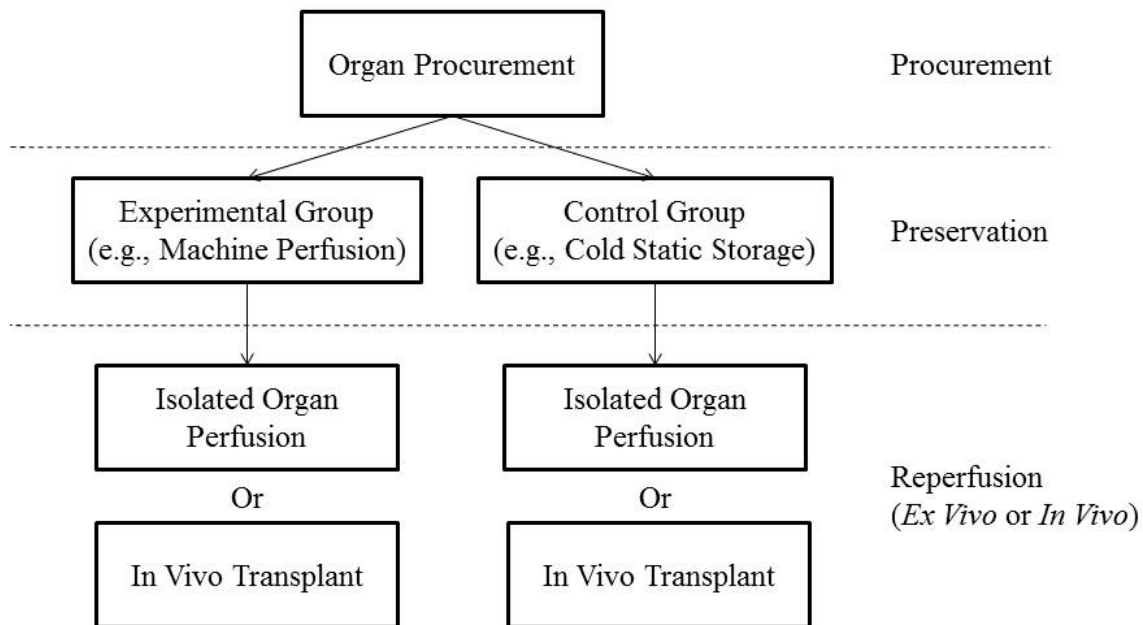 Organ Procurement
Procurement
Experimental Group
(e.g., Machine Perfusion)
Control Group
(e.g., Cold Static Storage)
Preservation
Isolated Organ
Perfusion
Isolated Organ
Perfusion
Or
Or
Reperfusion
(Ex Vivo or In Vivo)
In Vivo Transplant
In Vivo Transplant